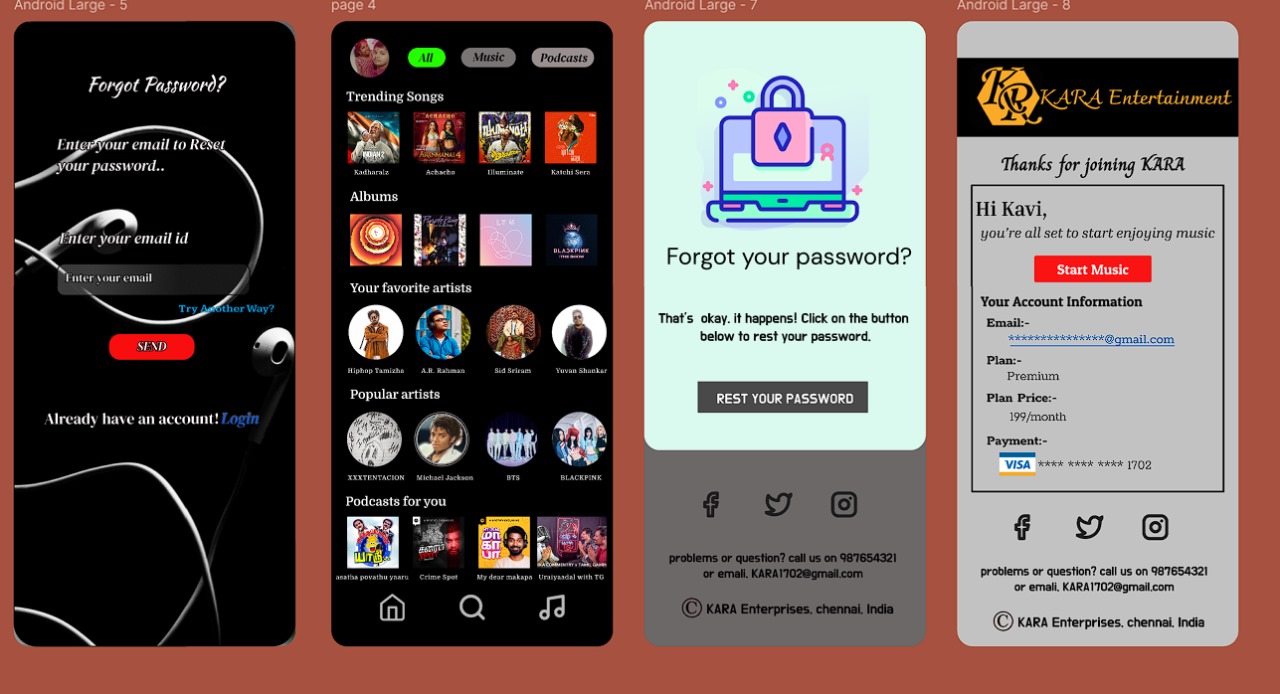 Android Large - 5
Forgot Password?
Enter your email to Reset
your password..
Enter your email id
Enter your email
Try Another Way?
SEND
Already have an account! Login
page 4
All
Music
Podcasts
Trending Songs
Kadharalz
Achacho
Illuminate
Katchi Sera
Albums
BLACKPINK
Your favorite artists
Hiphop Tamizha
A.R. Rahman
Sid Sriram
Yuvan Shankar
Popular artists
XXXTENTACION
Michael Jackson
BTS
BLACKPINK
Podcasts for you
asatha povathu yaaru
Crime Spot
My dear makapa
Uraiyaadal with TG
Android Large - 7
Forgot your password?
That's okay, it happens! Click on the button
below to rest your password.
REST YOUR PASSWORD
problems or question? call us on 987654321
or emali, KARA1702@gmail.com
© KARA Enterprises, chennai, India
Android Large - 8
KARA Entertainment
Thanks for joining KARA
Hi Kavi,
you're all set to start enjoying music
Start Music
Your Account Information
Email:-
***************@gmail.com
Plan:-
Premium
Plan Price:-
199/month
Payment:-
VISA **** **** **** 1702
problems or question? call us on 987654321
or emali, KARA1702@gmail.com
© KARA Enterprises, chennai, India